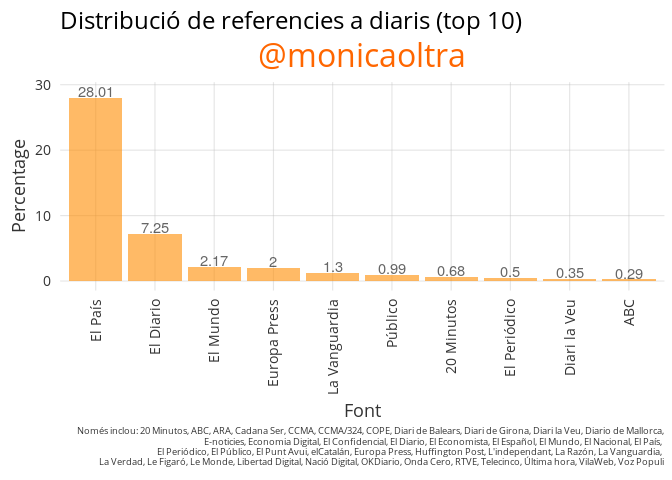 Distribució de referencies a diaris (top 10)
@monicaoltra
30
20
10
0
Percentage
28.01
7.25
2.17
2
1.3
0.99
0.68
0.5
0.35
0.29
El País
El Diario
El Mundo
Europa Press
La Vanguardia
Público
20 Minutos
El Periódico
Diari la Veu
ABC
Font
Només inclou: 20 Minutos, ABC, ARA, Cadana Ser, CCMA, CCMA/324, COPE, Diari de Balears, Diari de Girona, Diari la Veu, Diario de Mallorca,
E-noticies, Economia Digital, El Confidencial, El Diario, El Economista, El Español, El Mundo, El Nacional, El País,
El Periódico, El Público, El Punt Avui, elCatalán, Europa Press, Huffington Post, L'independant, La Razón, La Vanguardia,
La Verdad, Le Figaró, Le Monde, Libertad Digital, Nació Digital, OKDiario, Onda Cero, RTVE, Telecinco, Última hora, VilaWeb, Voz Populi